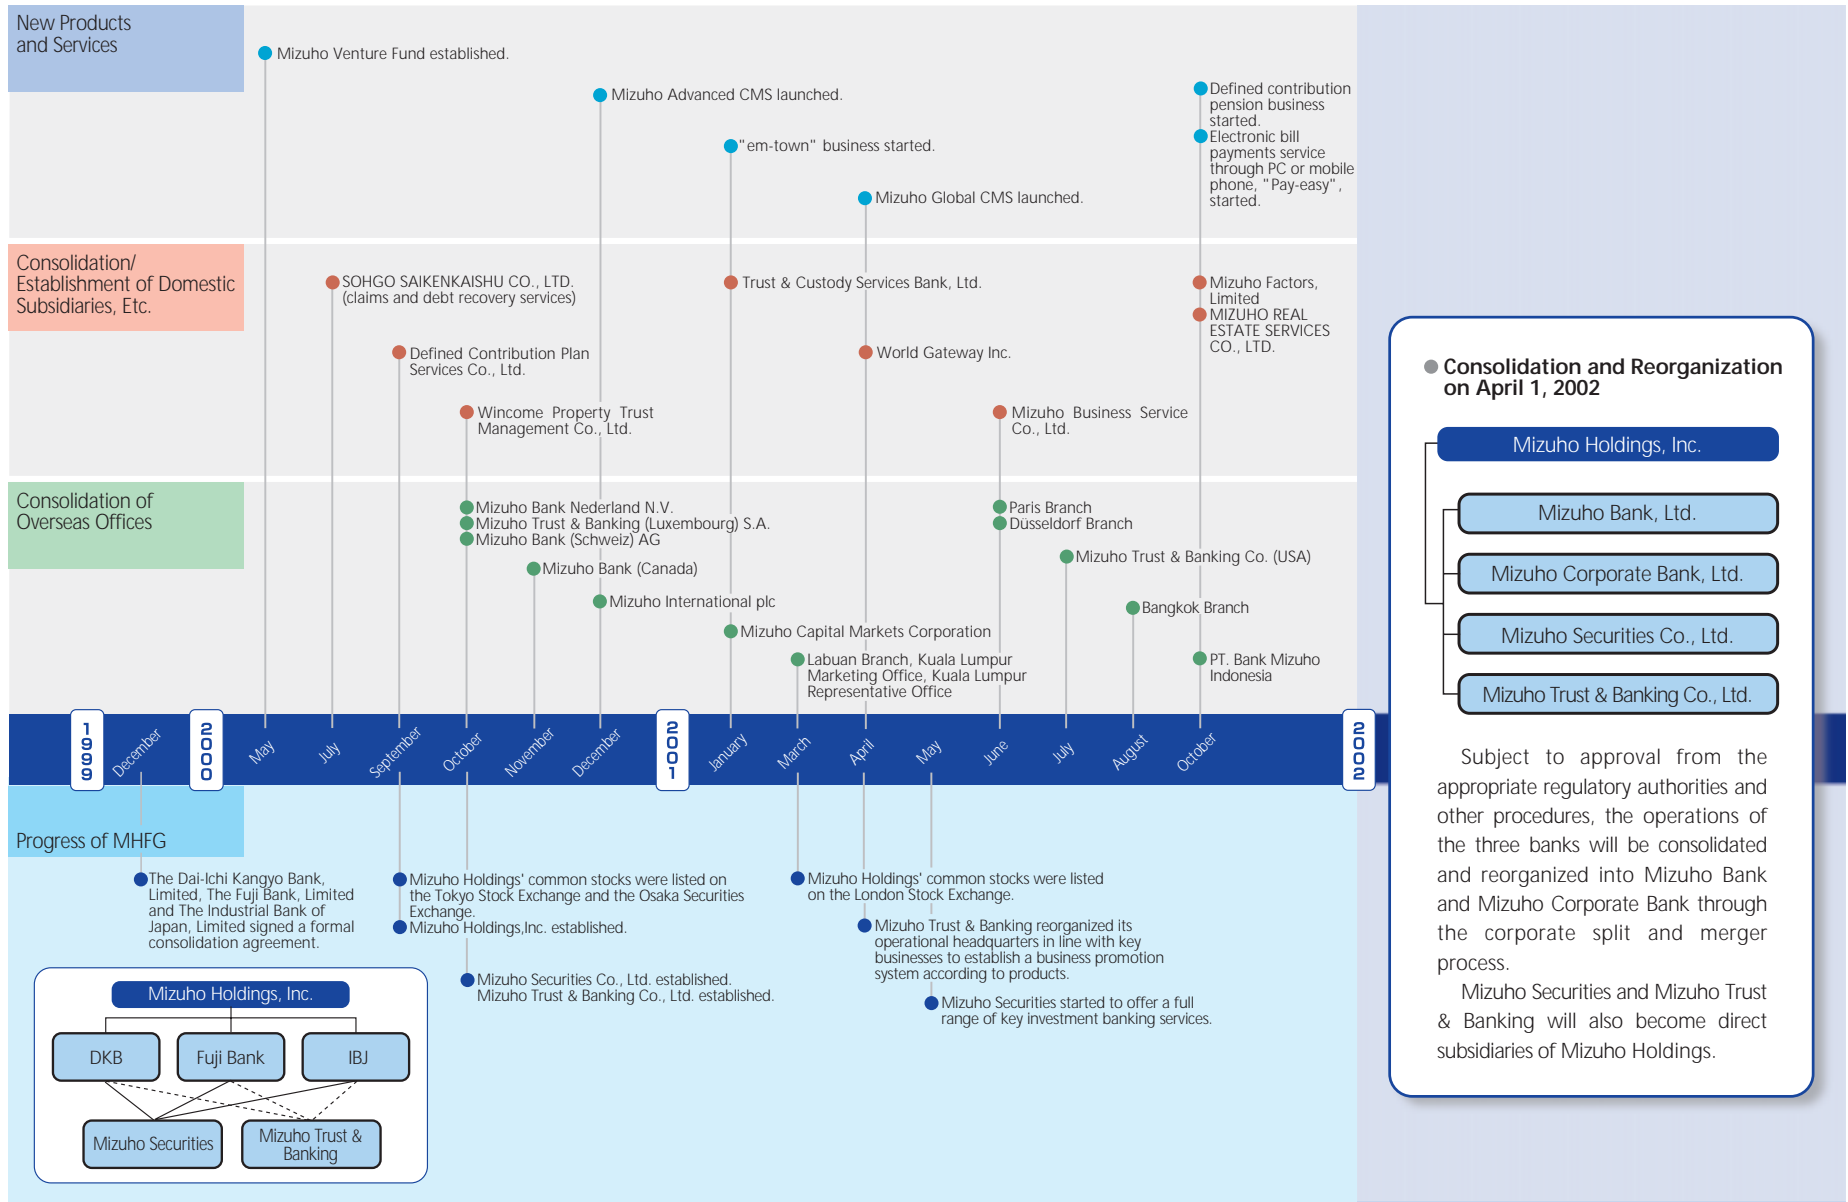 New Products
and Services
Mizuho Venture Fund established.
Mizuho Advanced CMS launched.
"em-town" business started.
Mizuho Global CMS launched.
Defined contribution
pension business
started.
Electronic bill
payments service
through PC or mobile
phone, "Pay-easy",
started.
Consolidation/
Establishment of Domestic
Subsidiaries, Etc.
SOHGO SAIKENKAISHU CO., LTD.
(claims and debt recovery services)
Defined Contribution Plan
Services Co., Ltd.
Wincome Property Trust
Management Co., Ltd.
Trust & Custody Services Bank, Ltd.
World Gateway Inc.
Mizuho Business Service
Co., Ltd.
Mizuho Factors,
Limited
MIZUHO REAL
ESTATE SERVICES
CO., LTD.
Consolidation of
Overseas Offices
Mizuho Bank Nederland N.V.
Mizuho Trust & Banking (Luxembourg) S.A.
Mizuho Bank (Schweiz) AG
Mizuho Bank (Canada)
Mizuho International plc
Mizuho Capital Markets Corporation
Labuan Branch, Kuala Lumpur
Marketing Office, Kuala Lumpur
Representative Office
Paris Branch
Düsseldorf Branch
Mizuho Trust & Banking Co. (USA)
Bangkok Branch
PT. Bank Mizuho
Indonesia
1999
December
2000
May
July
September
October
November
December
2001
January
March
April
May
June
July
August
October
2002
Progress of MHFG
The Dai-Ichi Kangyo Bank,
Limited, The Fuji Bank, Limited
and The Industrial Bank of
Japan, Limited signed a formal
consolidation agreement.
Mizuho Holdings' common stocks were listed on
the Tokyo Stock Exchange and the Osaka Securities
Exchange.
Mizuho Holdings,Inc. established.
Mizuho Securities Co., Ltd. established.
Mizuho Trust & Banking Co., Ltd. established.
Mizuho Holdings' common stocks were listed
on the London Stock Exchange.
Mizuho Trust & Banking reorganized its
operational headquarters in line with key
businesses to establish a business promotion
system according to products.
Mizuho Securities started to offer a full
range of key investment banking services.
Mizuho Holdings, Inc.
DKB
Fuji Bank
IBJ
Mizuho Securities
Mizuho Trust &
Banking
Consolidation and Reorganization
on April 1, 2002
Mizuho Holdings, Inc.
Mizuho Bank, Ltd.
Mizuho Corporate Bank, Ltd.
Mizuho Securities Co., Ltd.
Mizuho Trust & Banking Co., Ltd.
Subject to approval from the
appropriate regulatory authorities and
other procedures, the operations of
the three banks will be consolidated
and reorganized into Mizuho Bank
and Mizuho Corporate Bank through
the corporate split and merger
process.
Mizuho Securities and Mizuho Trust
& Banking will also become direct
subsidiaries of Mizuho Holdings.